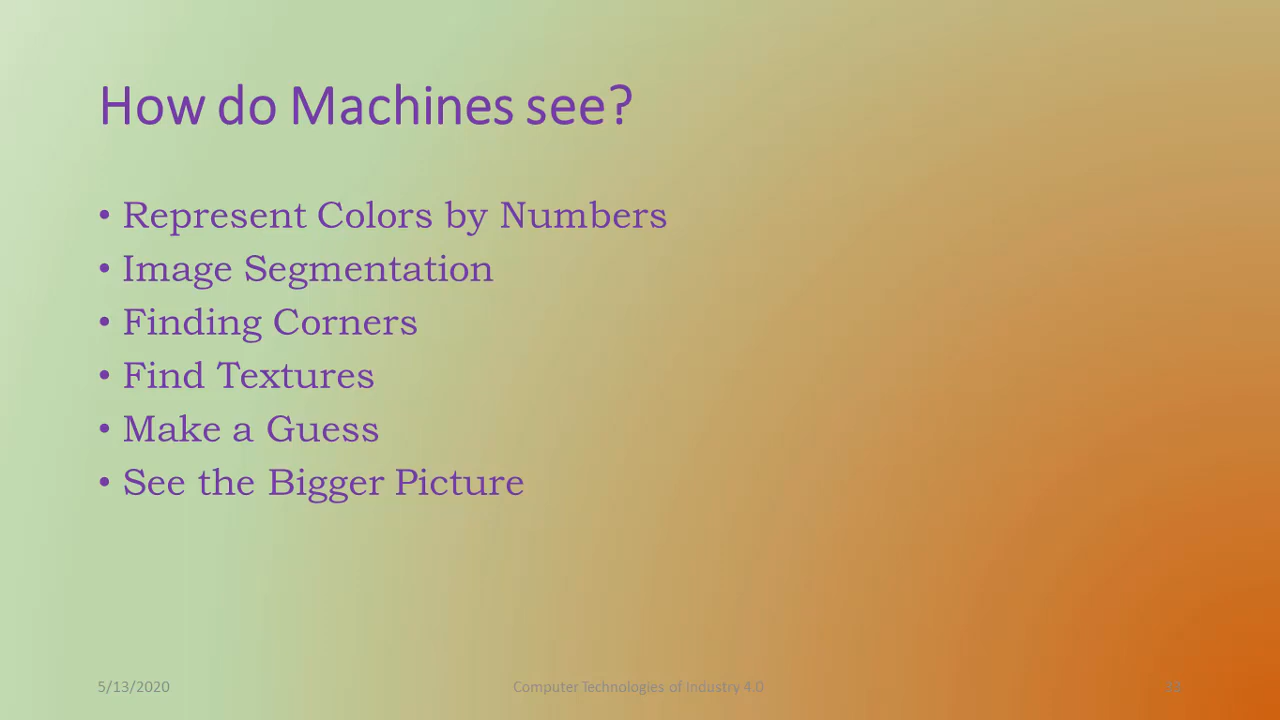 How do Machines see?
• Represent Colors by Numbers
• Image Segmentation
• Finding Corners
• Find Textures
• Make a Guess
• See the Bigger Picture
5/13/2020
Computer Technologies of Industry 4.0